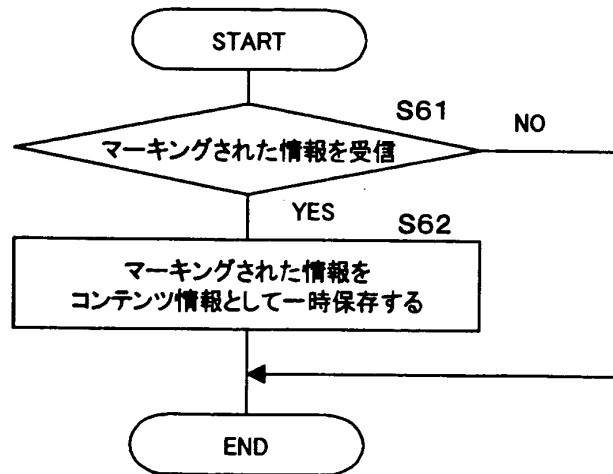 START
S61
NO
マーキングされた情報を受信
YES
S62
マーキングされた情報を
コンテンツ情報として一時保存する
END